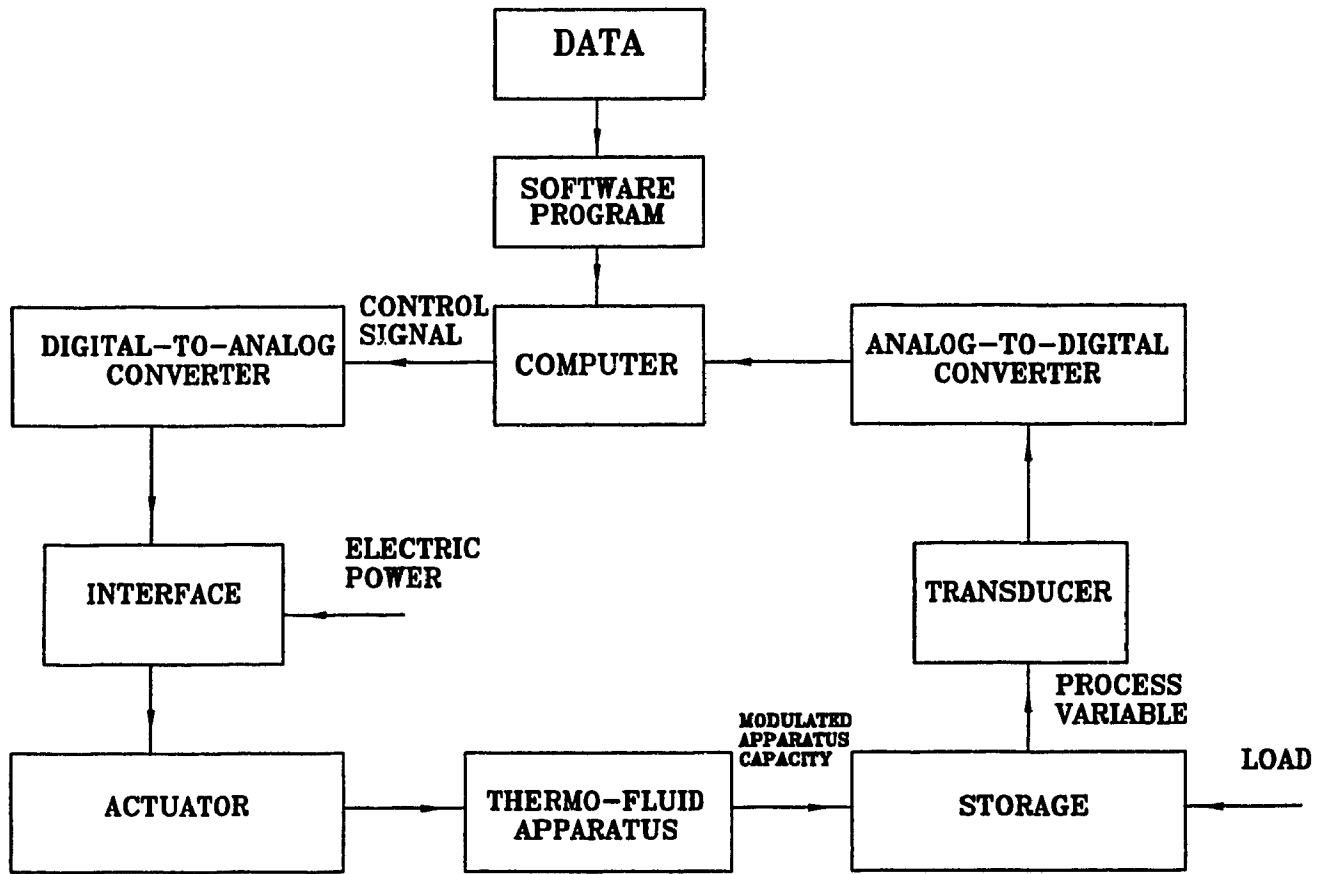 DATA
SOFTWARE
PROGRAM
CONTROL
SIGNAL
DIGITAL-TO-ANALOG
CONVERTER
COMPUTER
ANALOG-TO-DIGITAL
CONVERTER
ELECTRIC
POWER
INTERFACE
TRANSDUCER
PROCESS
VARIABLE
MODULATED
APPARATUS
CAPACITY
LOAD
ACTUATOR
THERMO-FLUID
APPARATUS
STORAGE